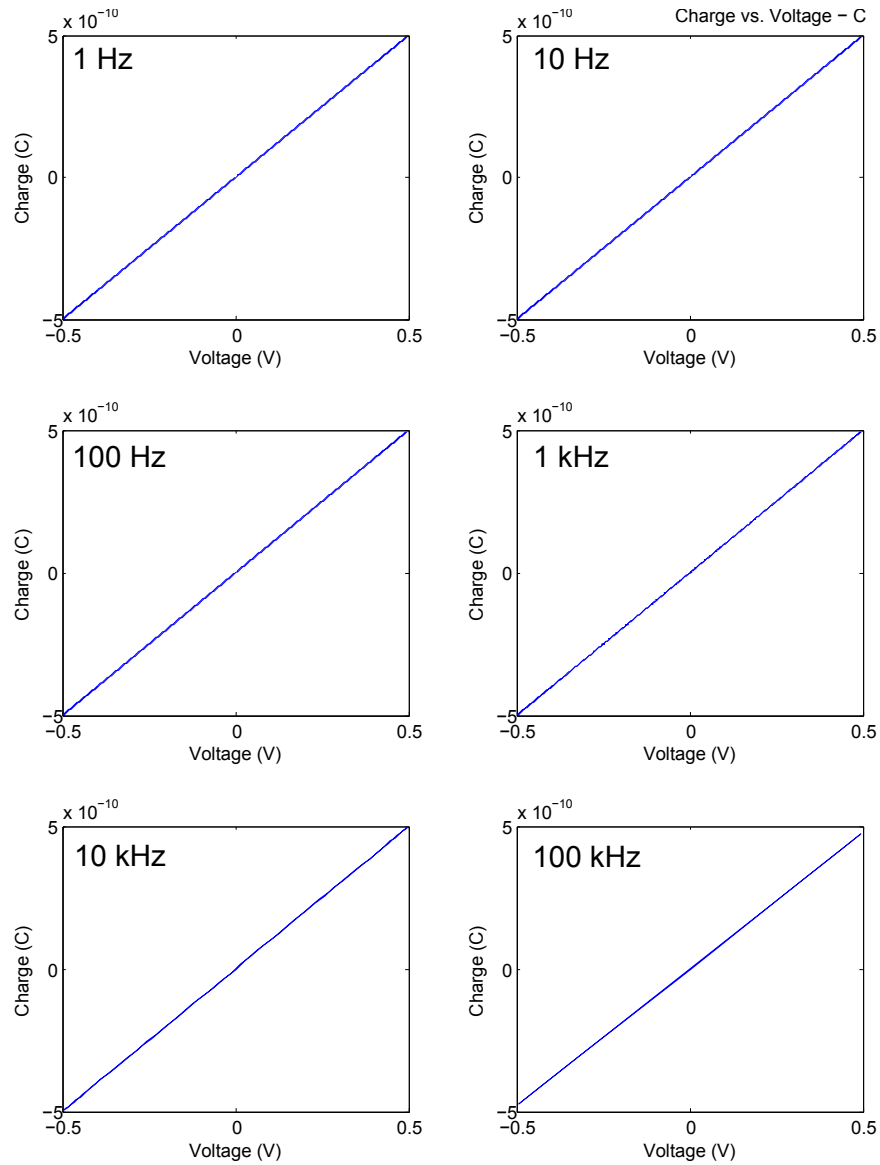 Charge vs. Voltage − C
x 10−10
5
1 Hz
Charge (C)
0
−5
−0.5 0 0.5
Voltage (V)
x 10−10
5
10 Hz
Charge (C)
0
−5
−0.5 0 0.5
Voltage (V)
x 10−10
5
100 Hz
Charge (C)
0
−5
−0.5 0 0.5
Voltage (V)
x 10−10
5
1 kHz
Charge (C)
0
−5
−0.5 0 0.5
Voltage (V)
x 10−10
5
10 kHz
Charge (C)
0
−5
−0.5 0 0.5
Voltage (V)
x 10−10
5
100 kHz
Charge (C)
0
−5
−0.5 0 0.5
Voltage (V)